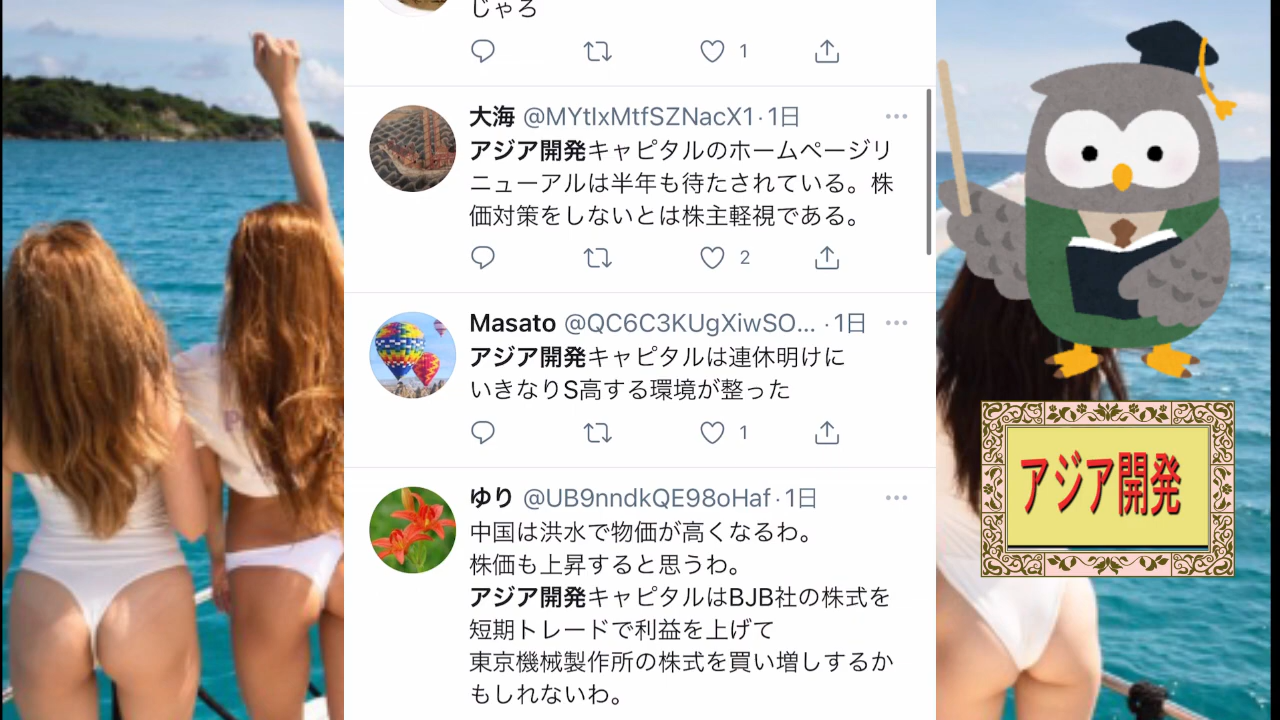 じゃろ
1
大海 @MYtIxMtfSZNacX1·1日
アジア開発キャピタルのホームページリ
ニューアルは半年も待たされている。株
価対策をしないとは株主軽視である。
2
Masato @QC6C3KUgXiwSO... ·1日
アジア開発キャピタルは連休明けに
いきなりS高する環境が整った
1
ゆり @UB9nndkQE98oHaf·1日
中国は洪水で物価が高くなるわ。
株価も上昇すると思うわ。
アジア開発キャピタルはBJB社の株式を
短期トレードで利益を上げて
東京機械製作所の株式を買い増しするか
もしれないわ。
アジア開発